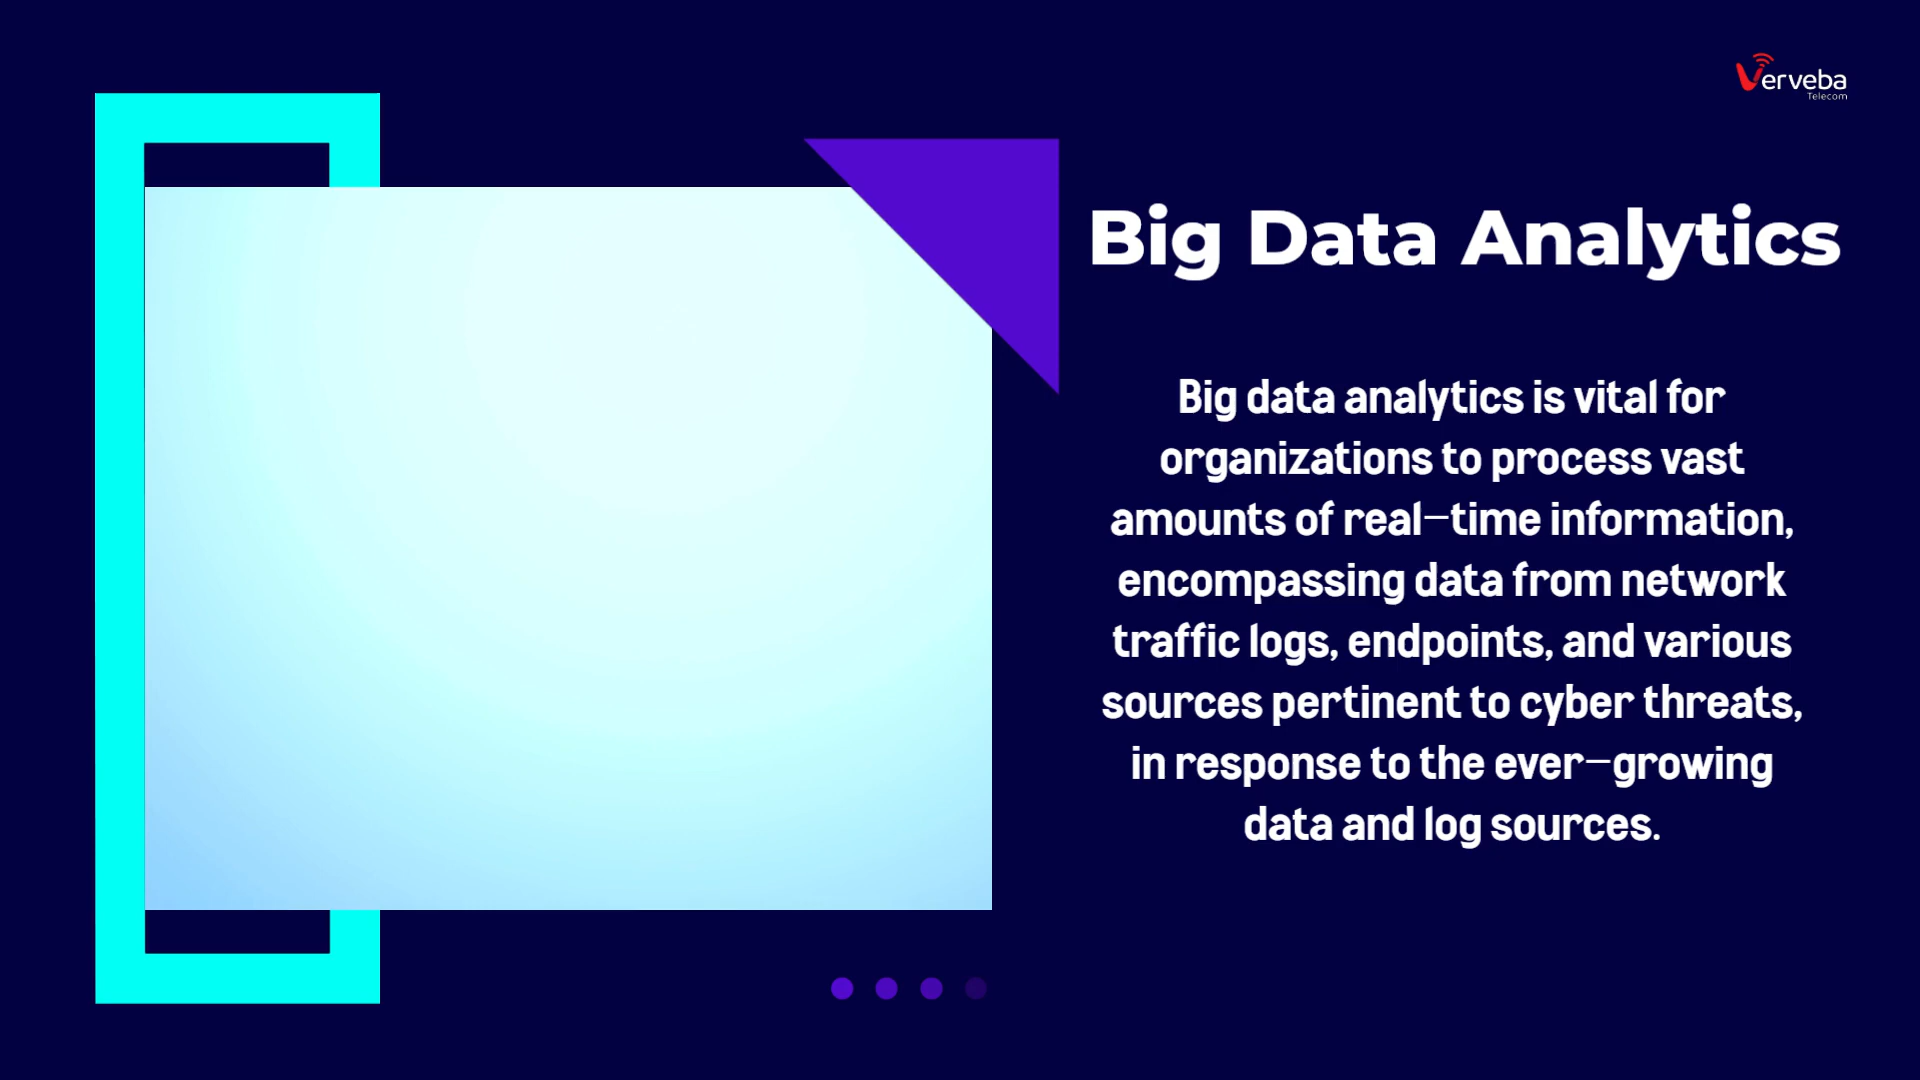 Verveba
Telecom
Big Data Analytics
Big data analytics is vital for
organizations to process vast
amounts of real-time information,
encompassing data from network
traffic logs, endpoints, and various
sources pertinent to cyber threats,
in response to the ever-growing
data and log sources.